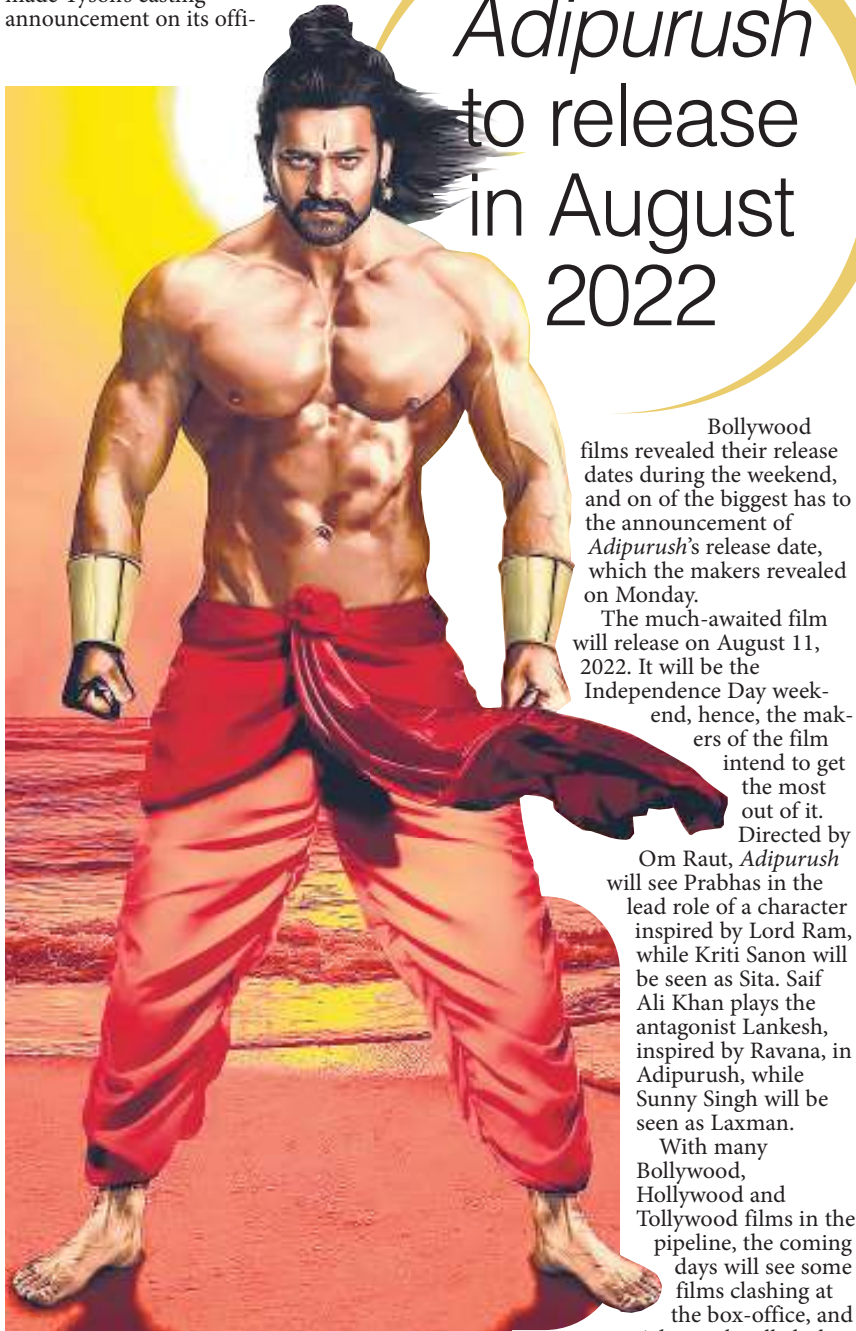 announcement on its offi-
Adipurush
to release
in August
2022
Bollywood
films revealed their release
dates during the weekend,
and on of the biggest has to
the announcement of
Adipurush’s release date,
which the makers revealed
on Monday.
The much-awaited film
will release on August 11,
2022. It will be the
Independence Day week-
end, hence, the mak-
ers of the film
intend to get
the most
out of it.
Directed by
Om Raut, Adipurush
will see Prabhas in the
lead role of a character
inspired by Lord Ram,
while Kriti Sanon will
be seen as Sita. Saif
Ali Khan plays the
antagonist Lankesh,
inspired by Ravana, in
Adipurush, while
Sunny Singh will be
seen as Laxman.
With many
Bollywood,
Hollywood and
Tollywood films in the
pipeline, the coming
days will see some
films clashing at
the box-office, and